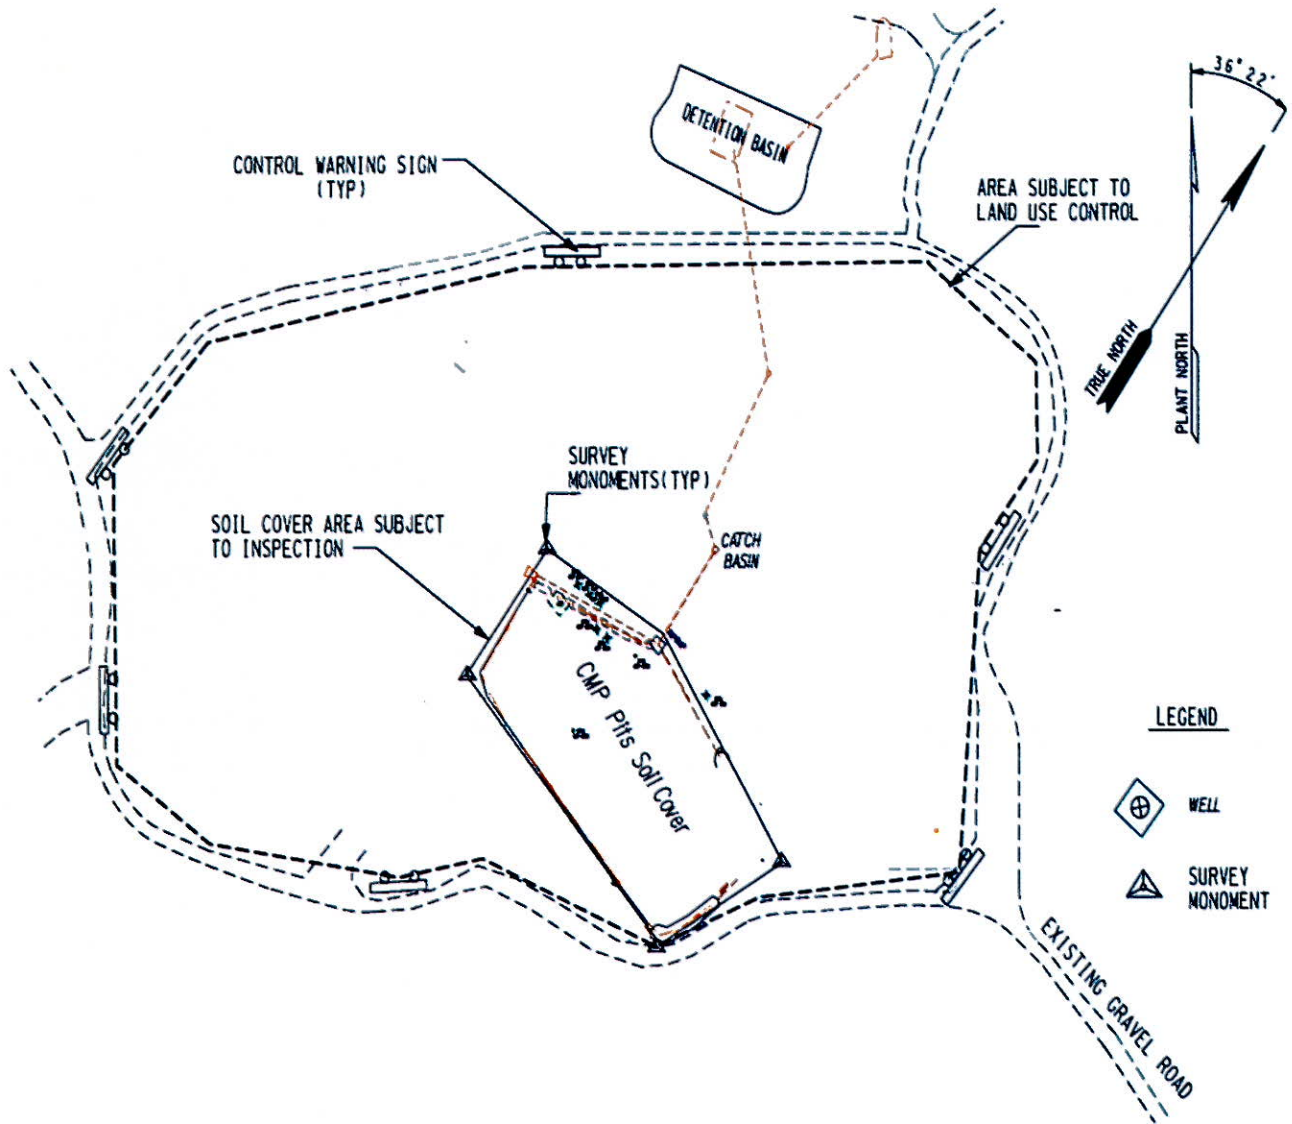 36° 22'
DETENTION BASIN
CONTROL WARNING SIGN
(TYP)
AREA SUBJECT TO
LAND USE CONTROL
TRUE NORTH
PLANT NORTH
SURVEY
MONOMENTS(TYP)
SOIL COVER AREA SUBJECT
TO INSPECTION
CATCH
BASIN
CMP Pits Soil Cover
LEGEND
WELL
SURVEY
MONOMENT
EXISTING GRAVEL ROAD